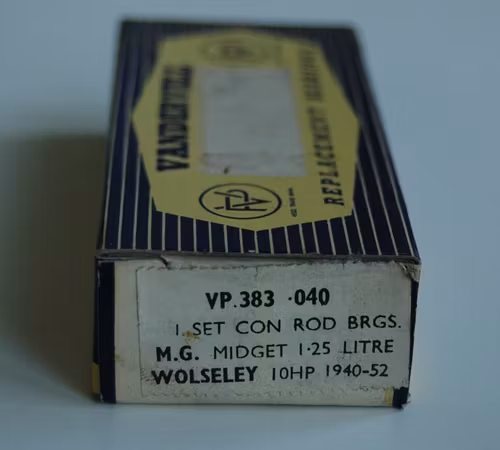 VANDERVELL
REPLACEMENT BEARINGS
VP
VP.383 .040
1 SET CON ROD BRGS.
M.G. MIDGET 1.25 LITRE
WOLSELEY 10HP 1940-52